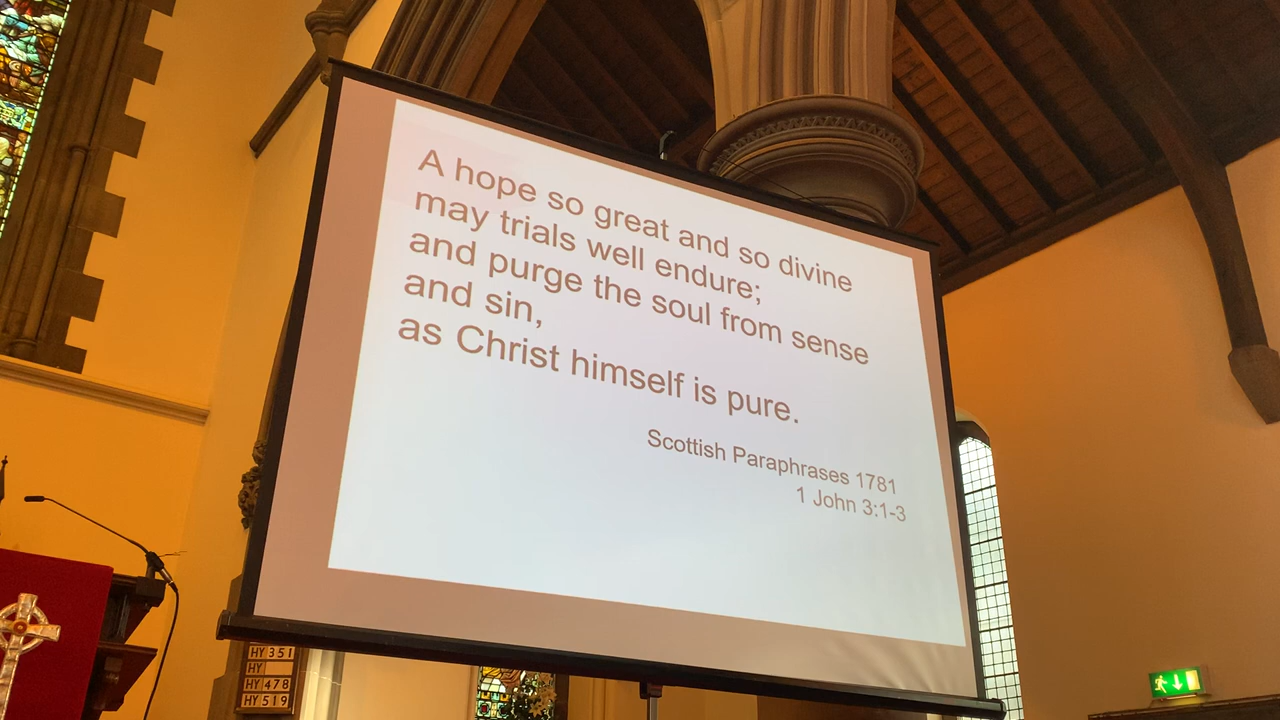 A hope so great and so divine
may trials well endure;
and purge the soul from sense
and sin,
as Christ himself is pure.
Scottish Paraphrases 1781
1 John 3:1-3
HY 351
HY
HY 478
HY 519